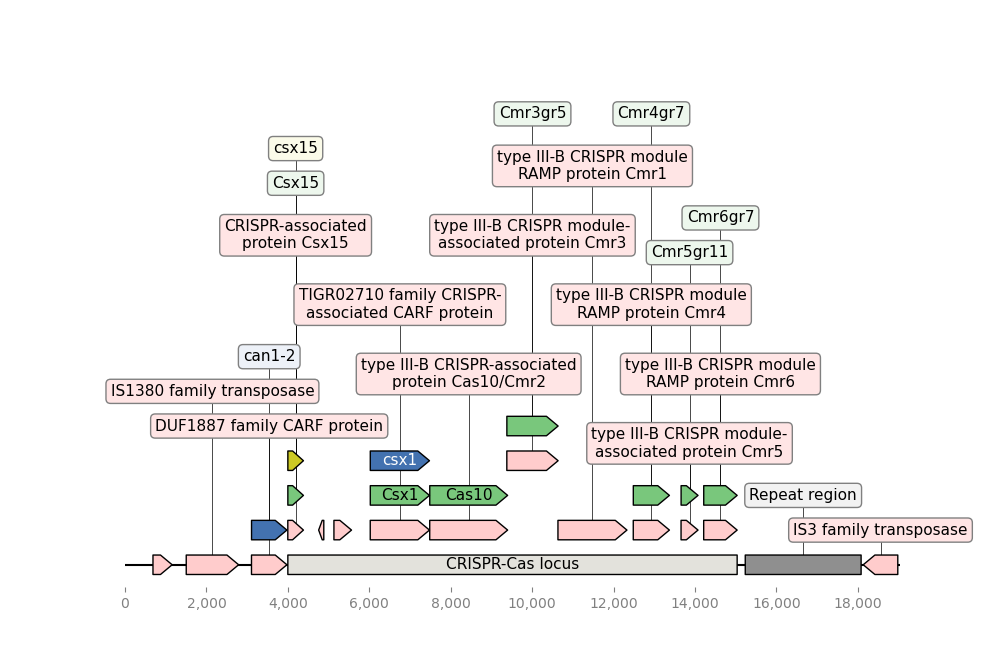 Cmr3gr5
Cmr4gr7
csx15
type III-B CRISPR module
RAMP protein Cmr1
Csx15
Cmr6gr7
CRISPR-associated
protein Csx15
type III-B CRISPR module-
associated protein Cmr3
Cmr5gr11
TIGR02710 family CRISPR-
associated CARF protein
type III-B CRISPR module
RAMP protein Cmr4
can1-2
type III-B CRISPR-associated
protein Cas10/Cmr2
type III-B CRISPR module
RAMP protein Cmr6
IS1380 family transposase
DUF1887 family CARF protein
type III-B CRISPR module-
associated protein Cmr5
csx1
Csx1
Cas10
Repeat region
IS3 family transposase
CRISPR-Cas locus
0
2,000
4,000
6,000
8,000
10,000
12,000
14,000
16,000
18,000